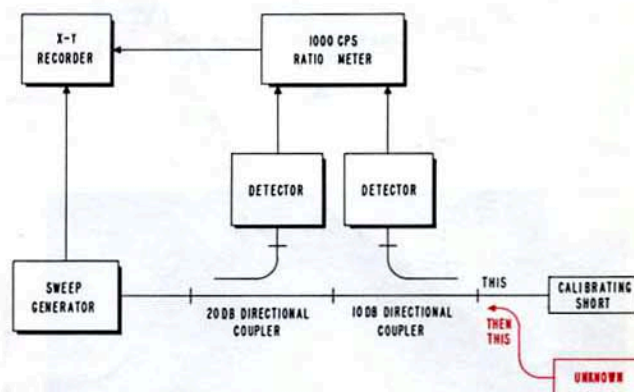 X-Y
RECORDER
1000 CPS
RATIO METER
DETECTOR
DETECTOR
SWEEP
GENERATOR
20 DB DIRECTIONAL
COUPLER
10 DB DIRECTIONAL
COUPLER
THIS
CALIBRATING
SHORT
THEN
THIS
UNKNOWN